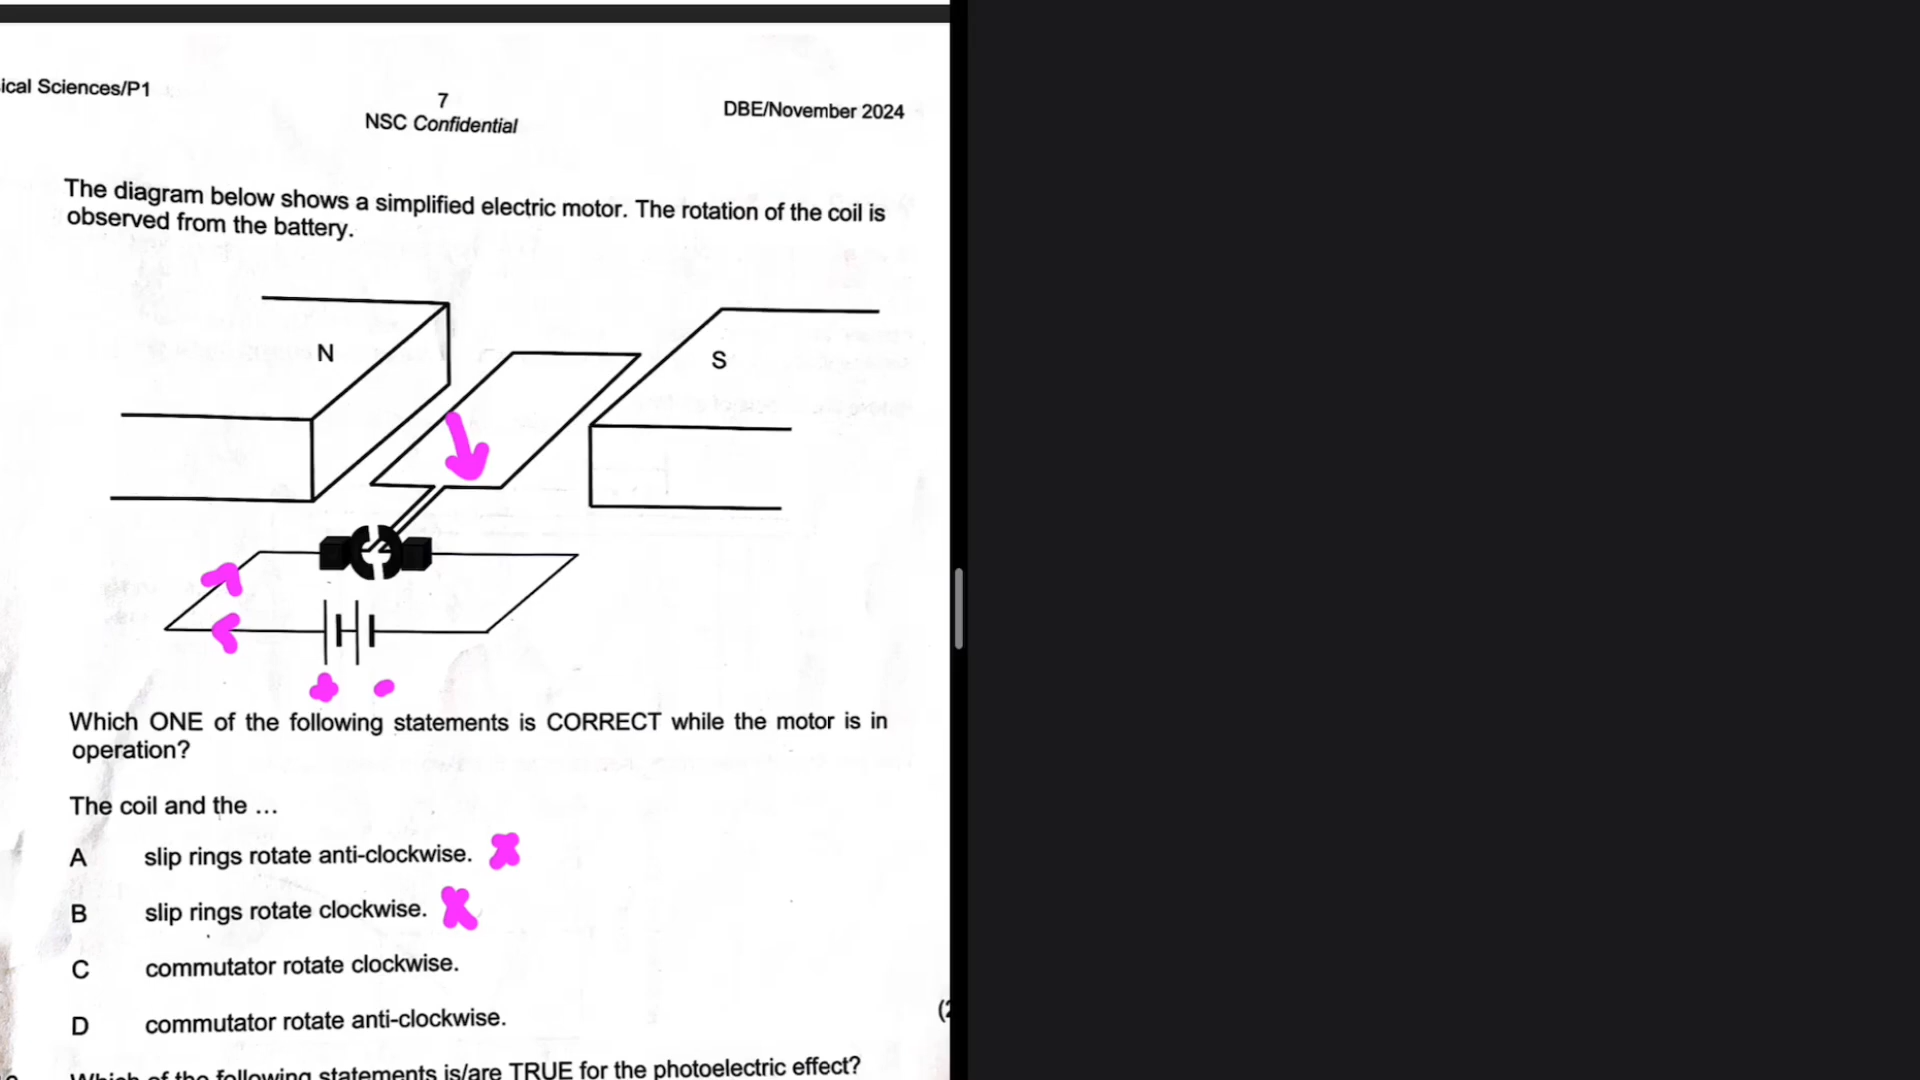 ical Sciences/P1
7
NSC Confidential
DBE/November 2024
The diagram below shows a simplified electric motor. The rotation of the coil is
observed from the battery.
N
S
Which ONE of the following statements is CORRECT while the motor is in
operation?
The coil and the ...
A slip rings rotate anti-clockwise.
B slip rings rotate clockwise.
C commutator rotate clockwise.
D commutator rotate anti-clockwise.
Which of the following statements is/are TRUE for the photoelectric effect?